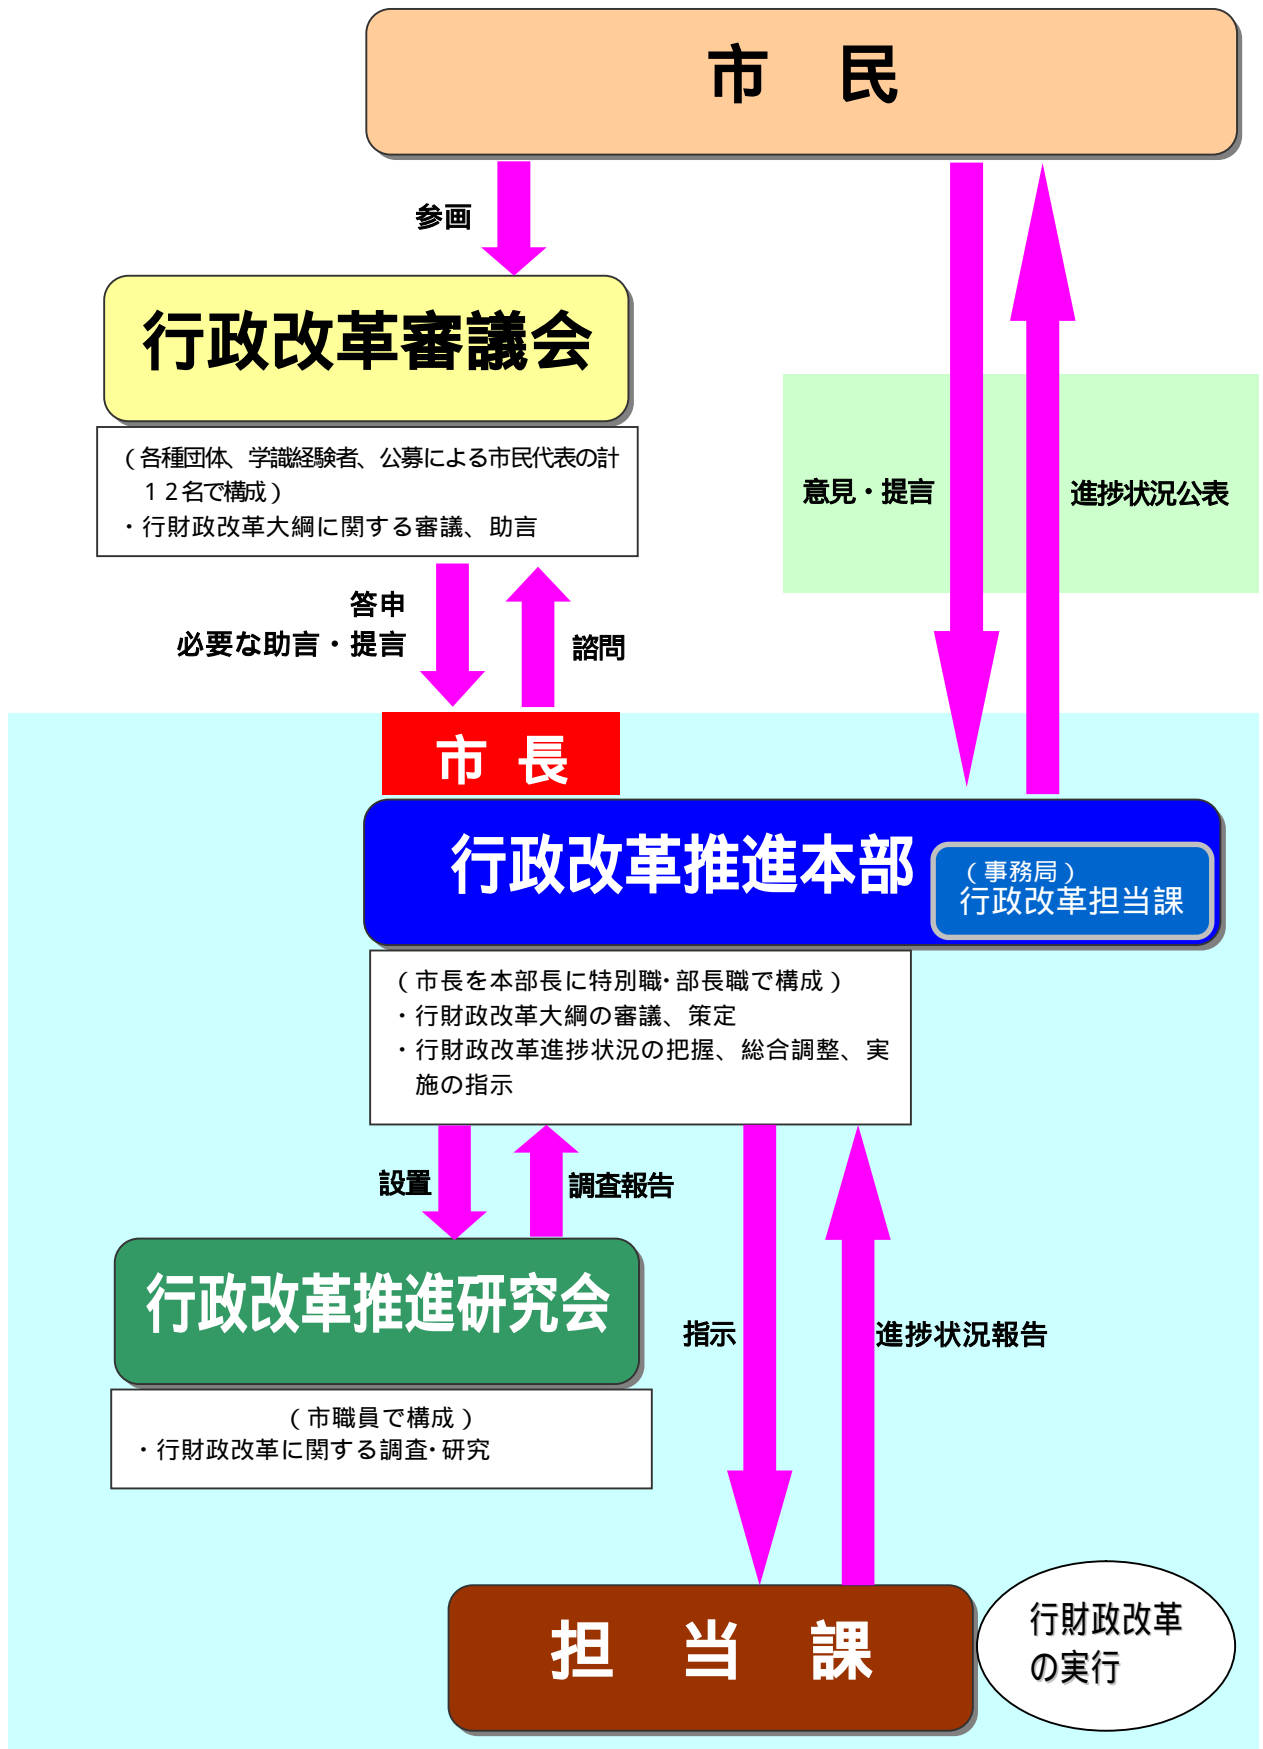 市　民
参画
行政改革審議会
（各種団体、学識経験者、公募による市民代表の計
１２名で構成）
・行財政改革大綱に関する審議、助言
意見・提言
進捗状況公表
答申
必要な助言・提言
諮問
市 長
行政改革推進本部
（事務局）
行政改革担当課
（市長を本部長に特別職・部長職で構成）
・行財政改革大綱の審議、策定
・行財政改革進捗状況の把握、総合調整、実
施の指示
設置
調査報告
行政改革推進研究会
（市職員で構成）
・行財政改革に関する調査・研究
指示
進捗状況報告
担　当　課
行財政改革
の実行